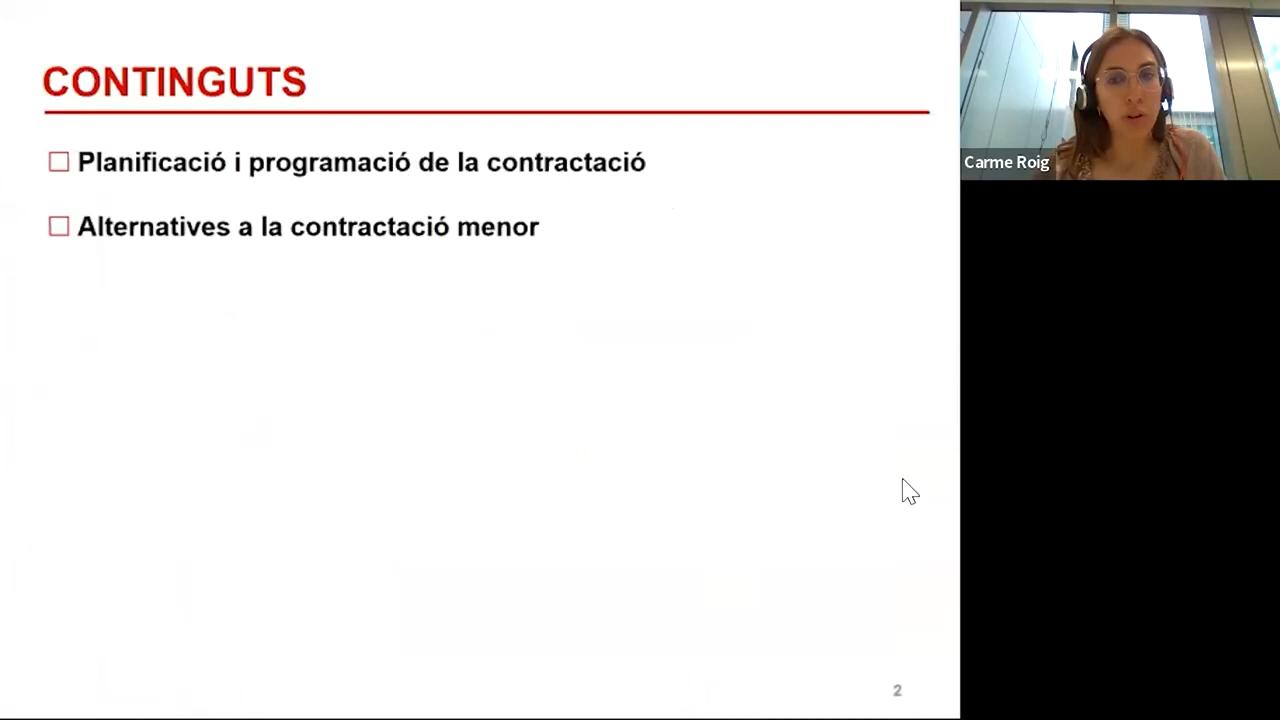 CONTINGUTS
Planificació i programació de la contractació
Alternatives a la contractació menor
Carme Roig
2